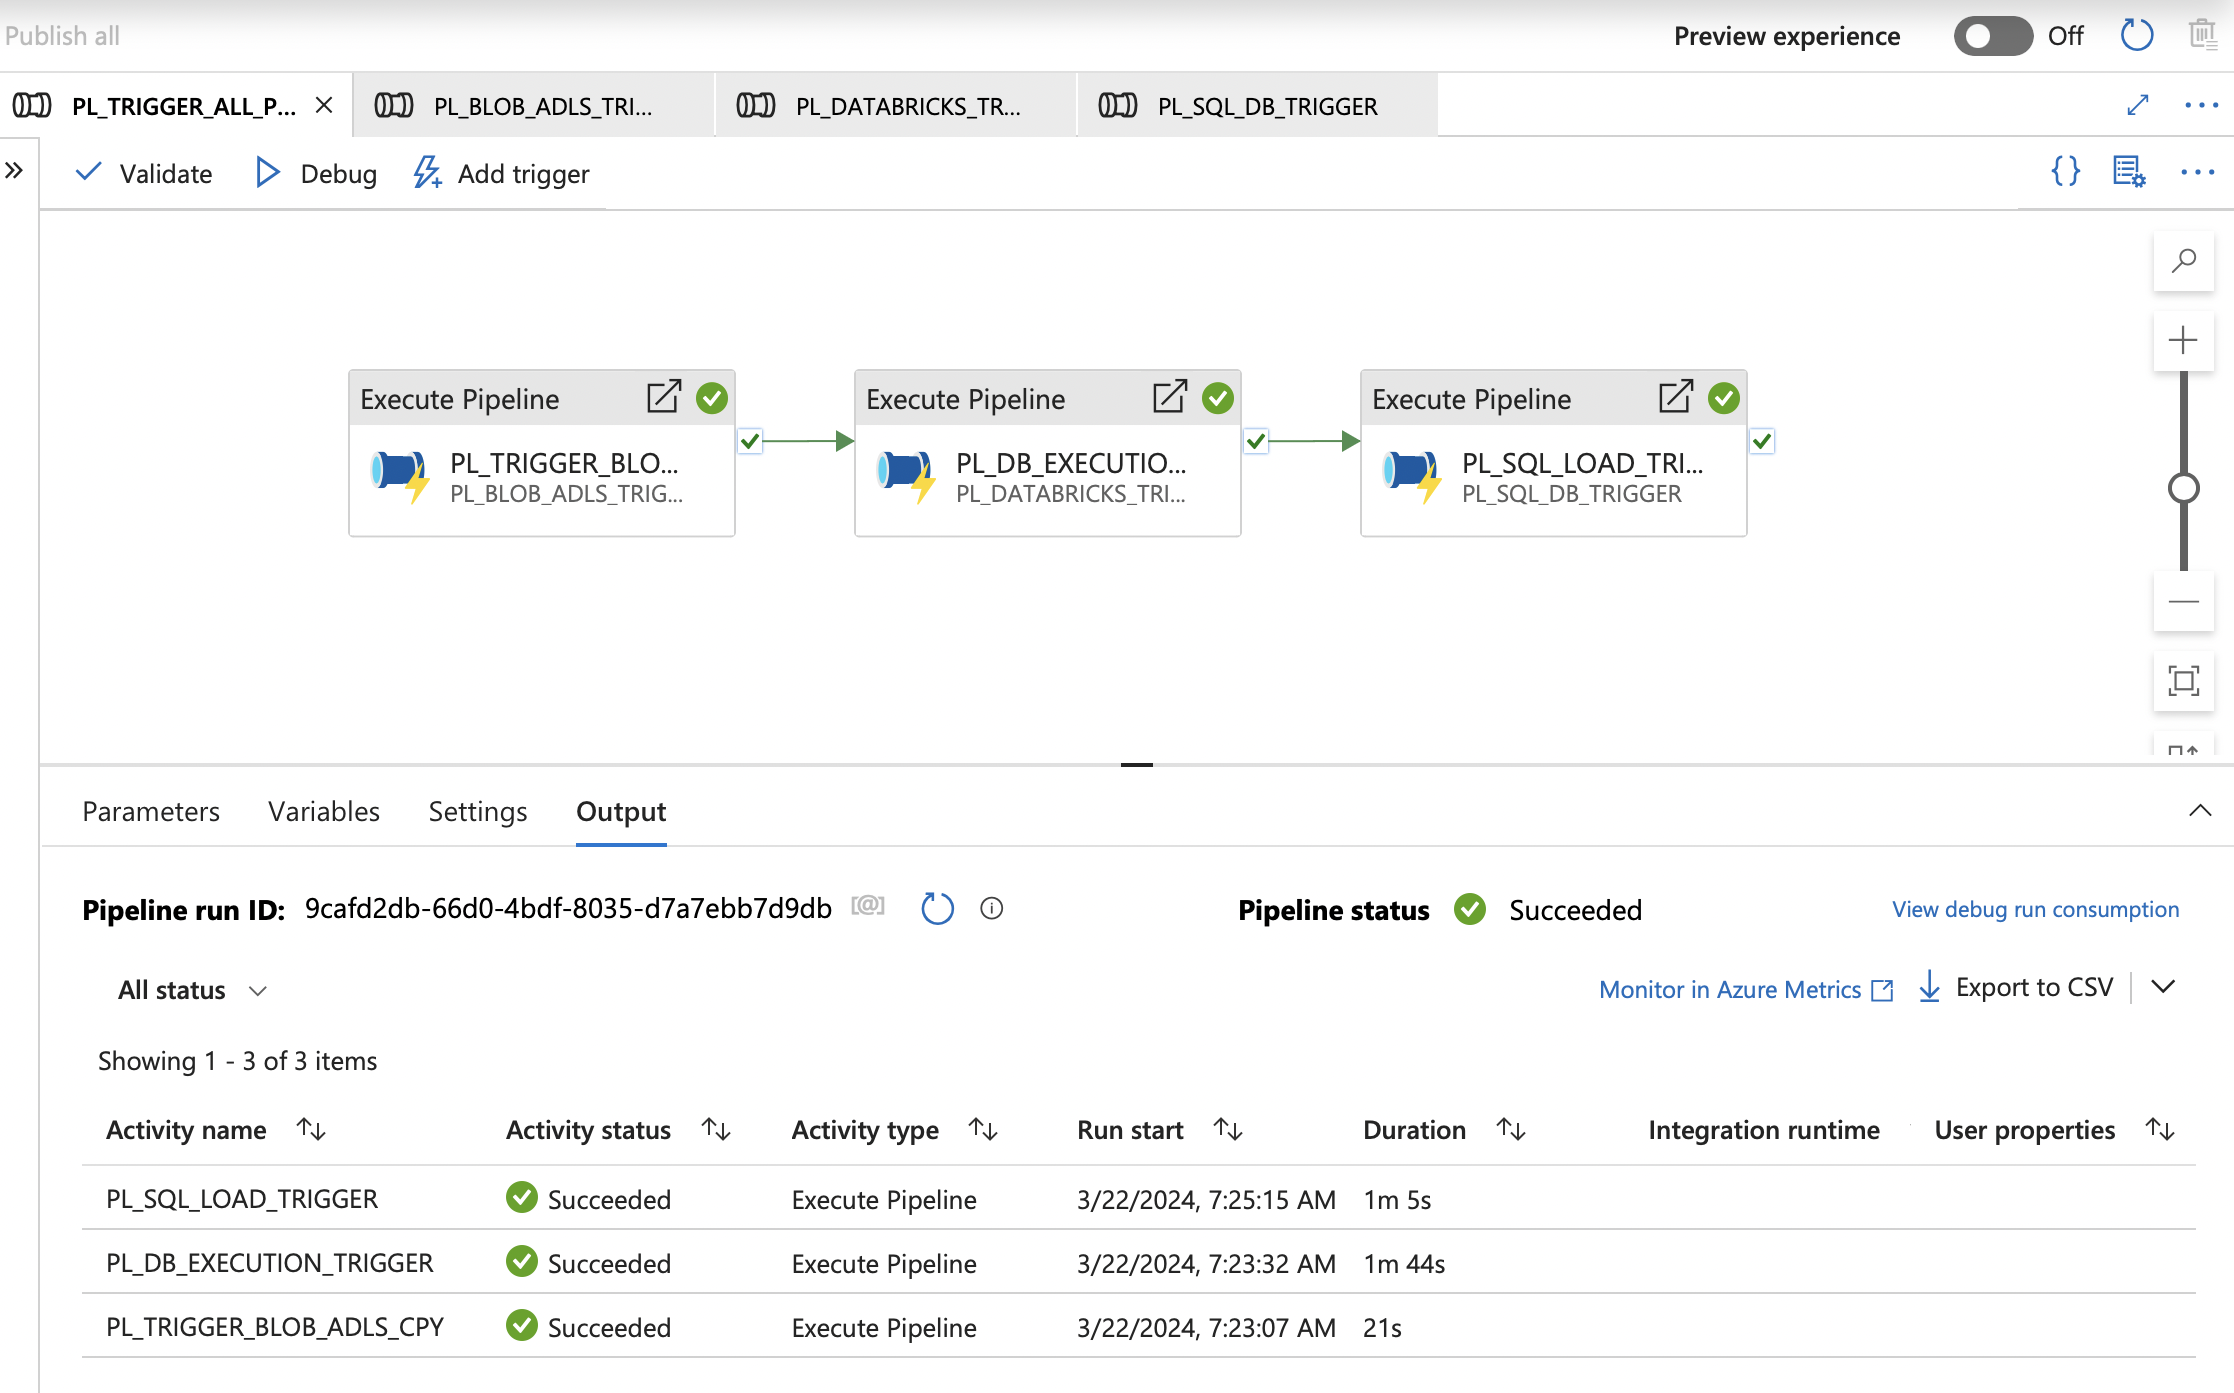 Publish all
Preview experience Off
PL_TRIGGER_ALL_P... PL_BLOB_ADLS_TRI... PL_DATABRICKS_TR... PL_SQL_DB_TRIGGER
Validate Debug Add trigger
Execute Pipeline
PL_TRIGGER_BLO...
PL_BLOB_ADLS_TRIG...
Execute Pipeline
PL_DB_EXECUTIO...
PL_DATABRICKS_TRI...
Execute Pipeline
PL_SQL_LOAD_TRI...
PL_SQL_DB_TRIGGER
Parameters Variables Settings Output
Pipeline run ID: 9cafd2db-66d0-4bdf-8035-d7a7ebb7d9db [@] Pipeline status Succeeded View debug run consumption
All status Monitor in Azure Metrics Export to CSV
Showing 1 - 3 of 3 items
Activity name Activity status Activity type Run start Duration Integration runtime User properties
PL_SQL_LOAD_TRIGGER Succeeded Execute Pipeline 3/22/2024, 7:25:15 AM 1m 5s
PL_DB_EXECUTION_TRIGGER Succeeded Execute Pipeline 3/22/2024, 7:23:32 AM 1m 44s
PL_TRIGGER_BLOB_ADLS_CPY Succeeded Execute Pipeline 3/22/2024, 7:23:07 AM 21s